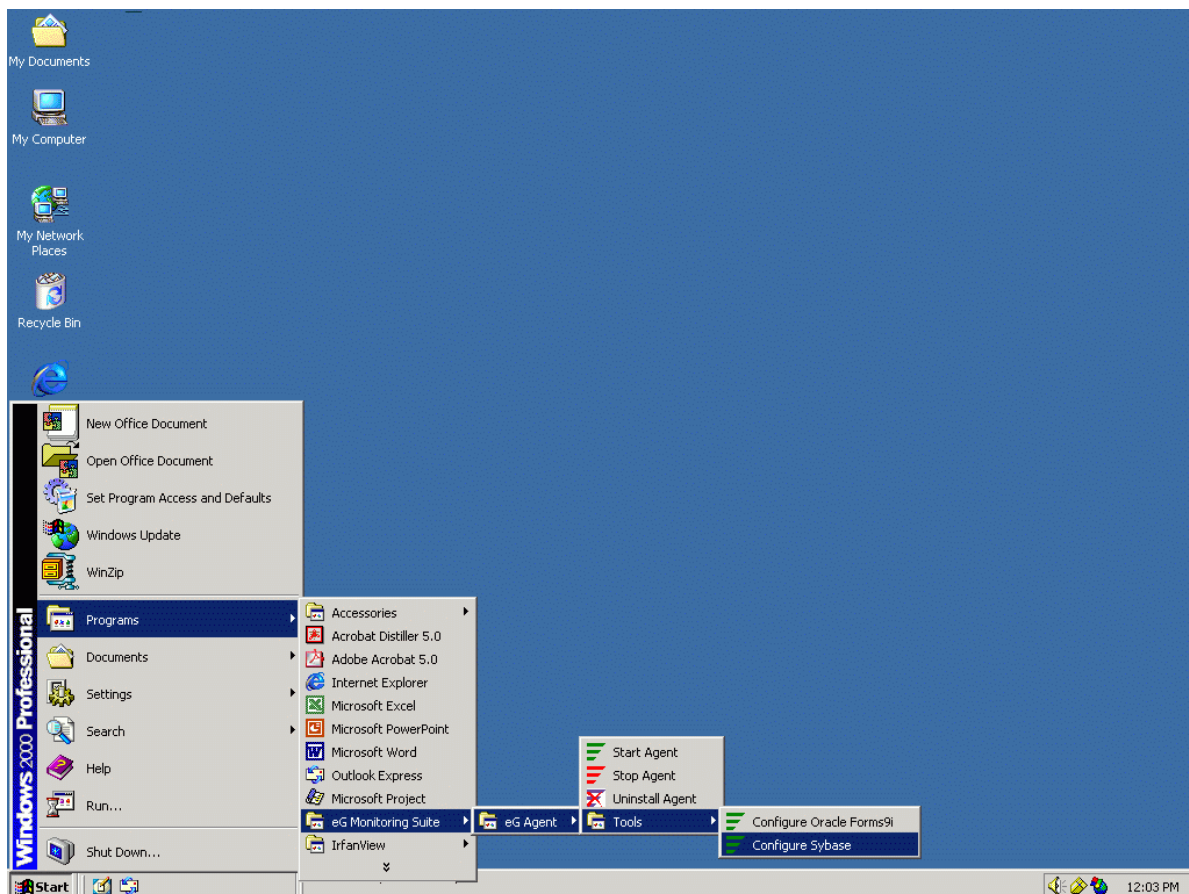 My Documents
My Computer
My Network
Places
Recycle Bin
New Office Document
Open Office Document
Set Program Access and Defaults
Windows Update
WinZip
Programs
Documents
Settings
Search
Help
Run...
Shut Down...
Windows 2000 Professional
Accessories
Acrobat Distiller 5.0
Adobe Acrobat 5.0
Internet Explorer
Microsoft Excel
Microsoft PowerPoint
Microsoft Word
Outlook Express
Microsoft Project
eG Monitoring Suite
IrfanView
eG Agent
Start Agent
Stop Agent
Uninstall Agent
Tools
Configure Oracle Forms9i
Configure Sybase
Start
12:03 PM